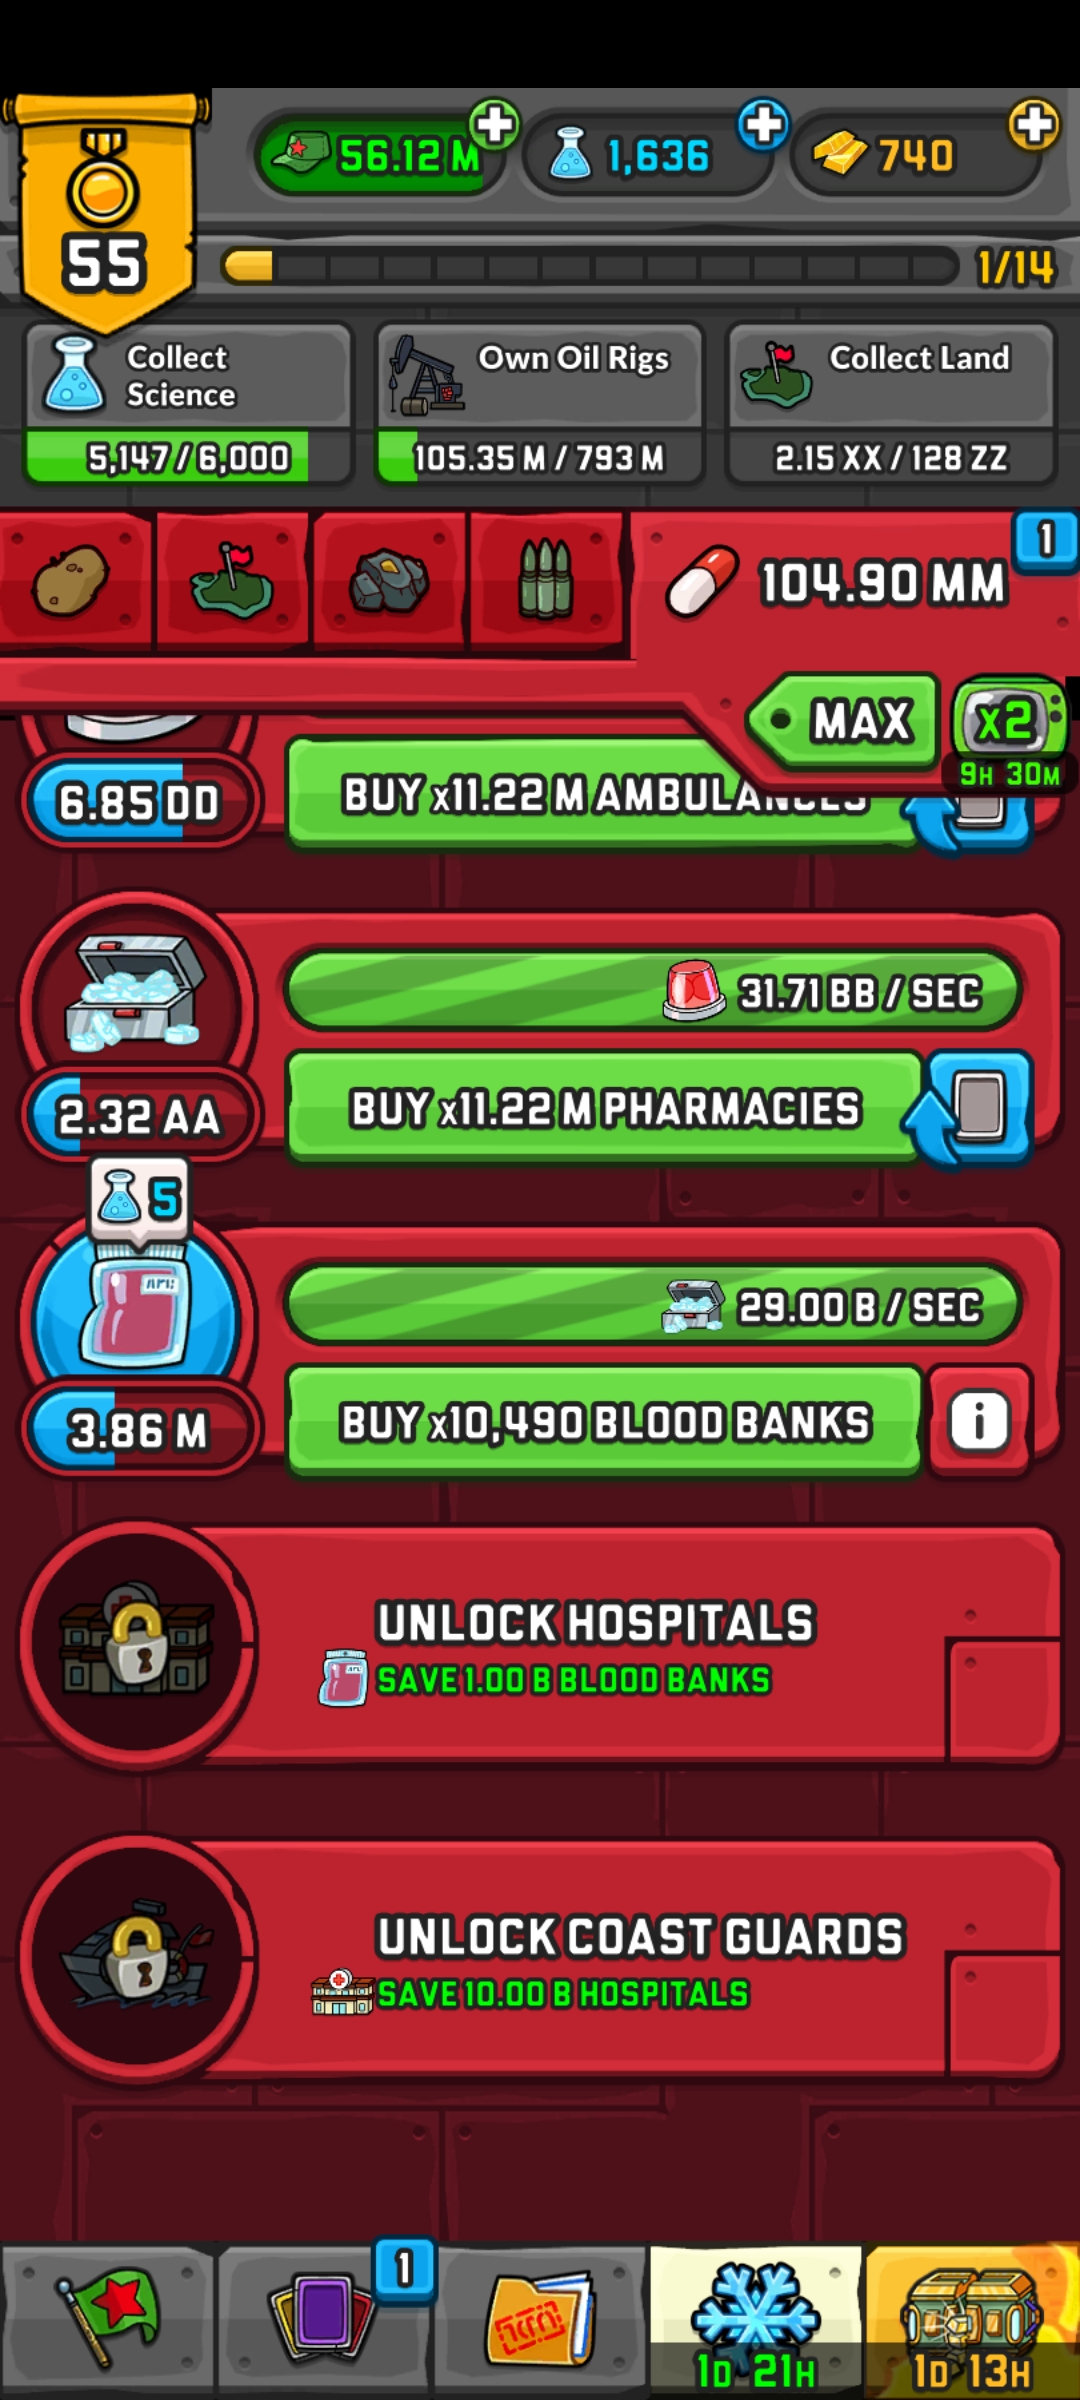 56.12 M
1,636
740
55
1/14
Collect
Science
5,147 / 6,000
Own Oil Rigs
105.35 M / 793 M
Collect Land
2.15 XX / 128 ZZ
1
104.90 MM
MAX
x2
9H 30M
6.85 DD
BUY x11.22 M AMBULANCES
31.71 BB / SEC
2.32 AA
BUY x11.22 M PHARMACIES
5
29.00 B / SEC
3.86 M
BUY x10,490 BLOOD BANKS
i
UNLOCK HOSPITALS
SAVE 1.00 B BLOOD BANKS
UNLOCK COAST GUARDS
SAVE 10.00 B HOSPITALS
1
1D 21H
1D 13H